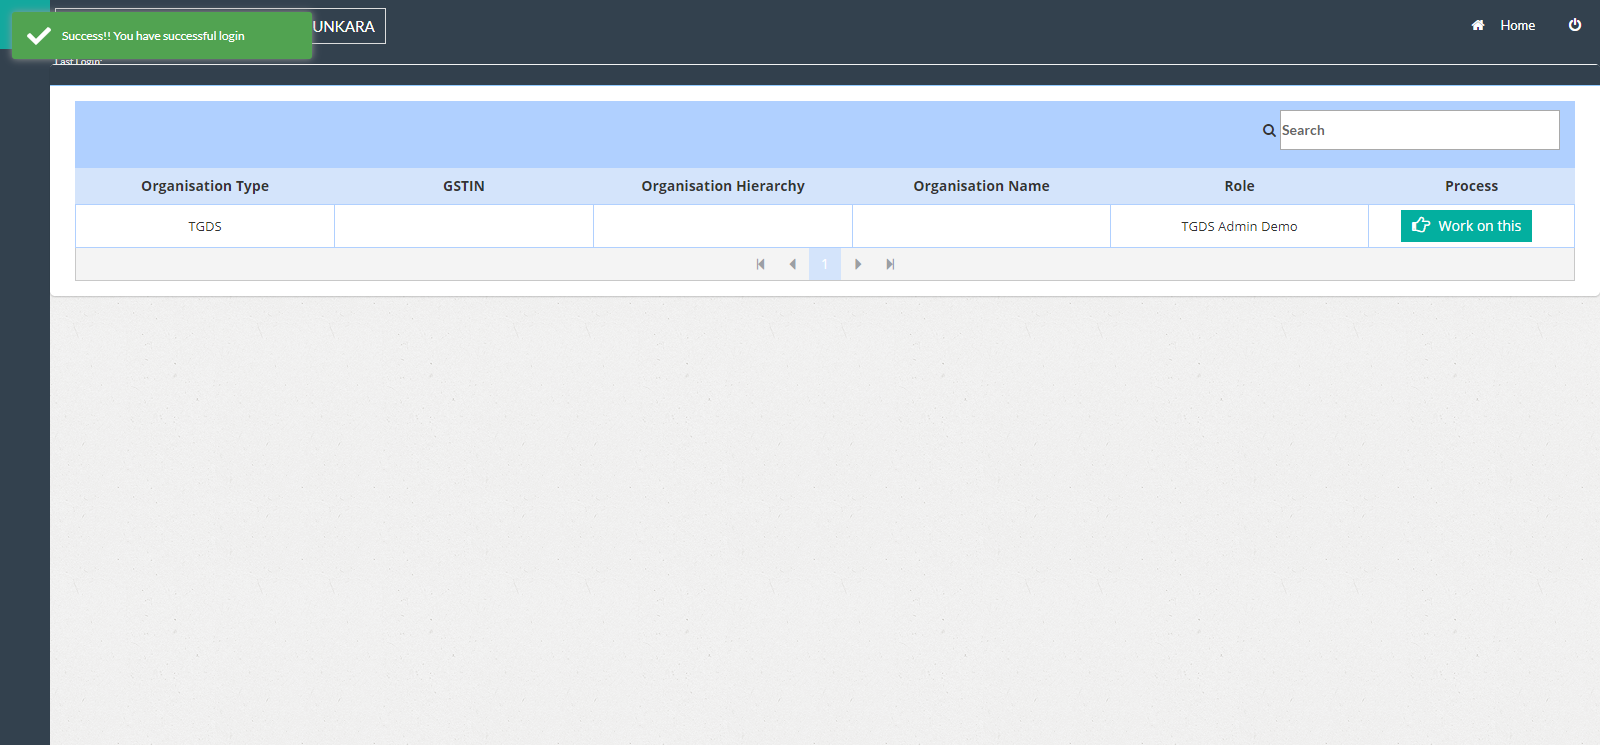 Success!! You have successful login
UNKARA
Home
Last Login:
Search
Organisation Type GSTIN Organisation Hierarchy Organisation Name Role Process
TGDS TGDS Admin Demo Work on this
1